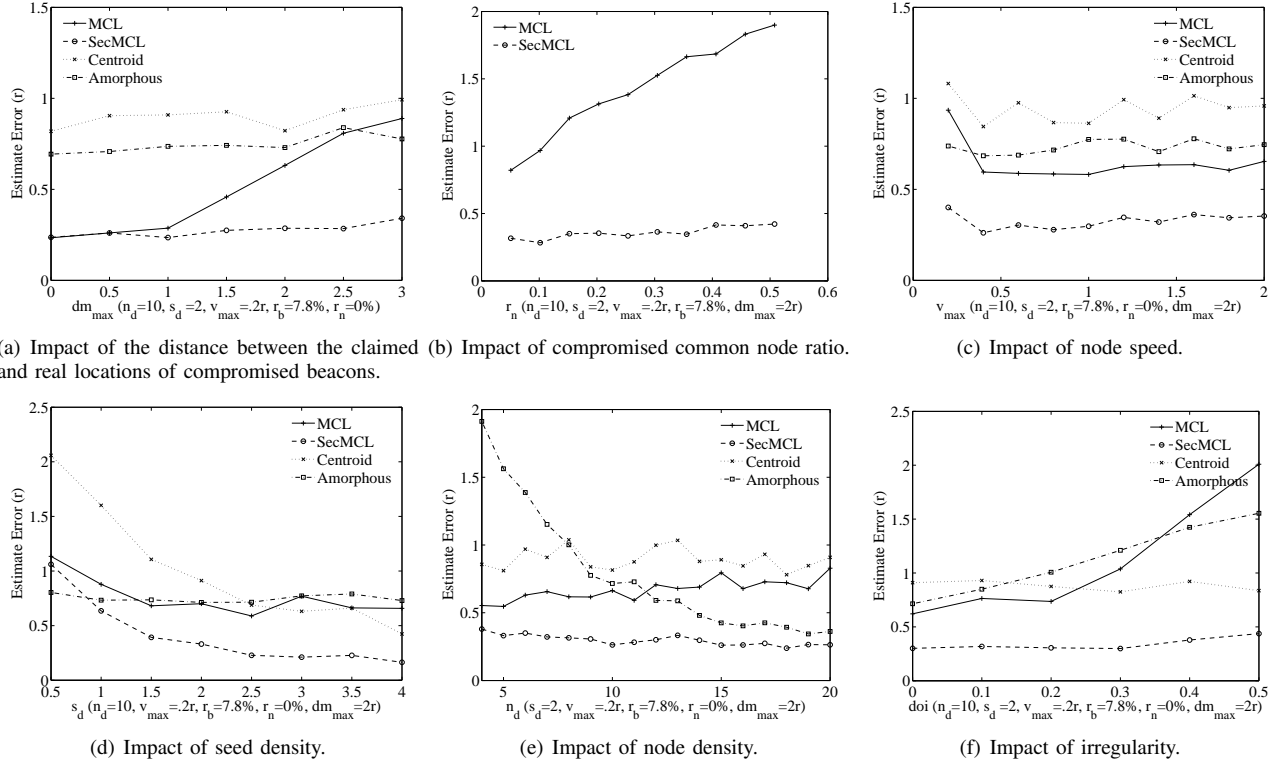 1.5
1
0.5
0
Estimate Error (r)
MCL
SecMCL
Centroid
Amorphous
0 0.5 1 1.5 2 2.5 3
dm_max (n_d=10, s_d=2, v_max=.2r, r_b=7.8%, r_n=0%)
2
1.5
1
0.5
0
Estimate Error (r)
MCL
SecMCL
0 0.1 0.2 0.3 0.4 0.5 0.6
r_n (n_d=10, s_d=2, v_max=.2r, r_b=7.8%, dm_max=2r)
1.5
1
0.5
0
Estimate Error (r)
MCL
SecMCL
Centroid
Amorphous
0 0.5 1 1.5 2
v_max (n_d=10, s_d=2, r_b=7.8%, r_n=0%, dm_max=2r)
a) Impact of the distance between the claimed
and real locations of compromised beacons.
(b) Impact of compromised common node ratio.
(c) Impact of node speed.
2.5
2
1.5
1
0.5
0
Estimate Error (r)
MCL
SecMCL
Centroid
Amorphous
0.5 1 1.5 2 2.5 3 3.5 4
s_d (n_d=10, v_max=.2r, r_b=7.8%, r_n=0%, dm_max=2r)
2
1.5
1
0.5
0
Estimate Error (r)
MCL
SecMCL
Centroid
Amorphous
5 10 15 20
n_d (s_d=2, v_max=.2r, r_b=7.8%, r_n=0%, dm_max=2r)
2.5
2
1.5
1
0.5
0
Estimate Error (r)
MCL
SecMCL
Centroid
Amorphous
0 0.1 0.2 0.3 0.4 0.5
doi (n_d=10, s_d=2, v_max=.2r, r_b=7.8%, r_n=0%, dm_max=2r)
(d) Impact of seed density.
(e) Impact of node density.
(f) Impact of irregularity.